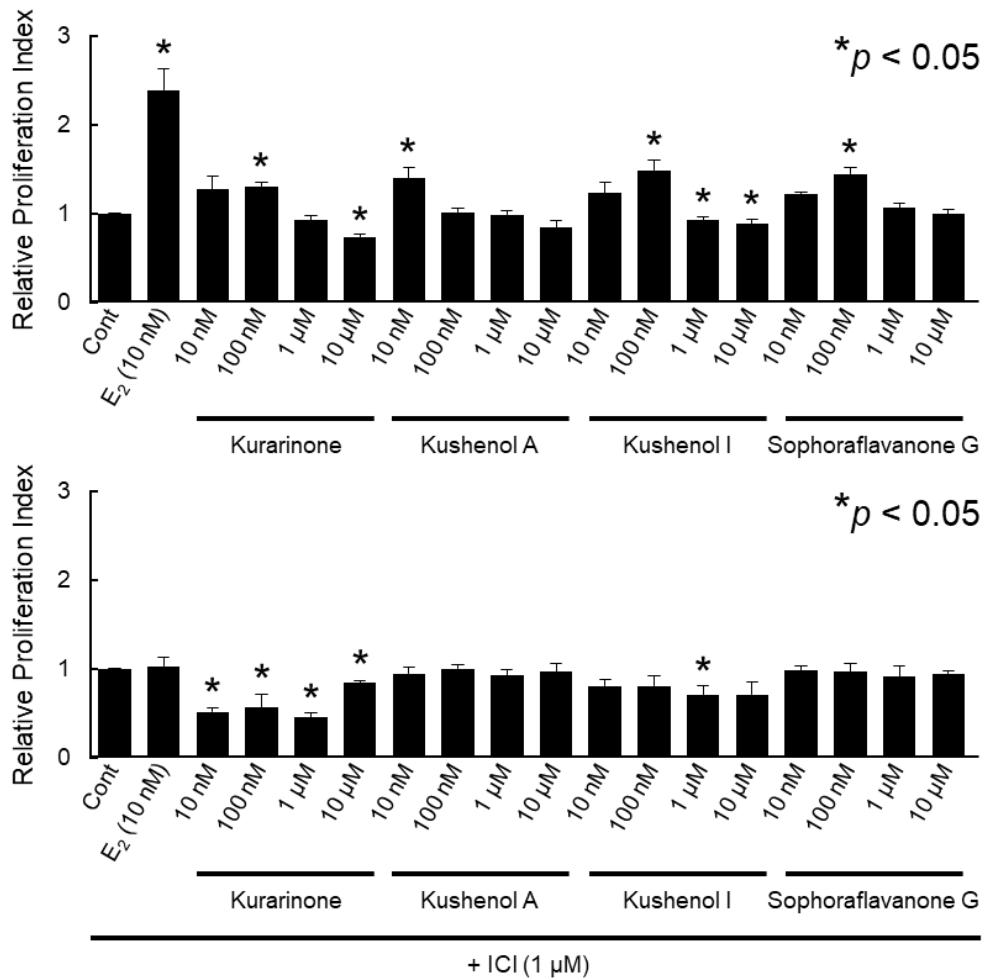 Relative Proliferation Index
3
2
1
0
*p < 0.05
*
*
*
*
*
*
*
*
Cont
E₂ (10 nM)
10 nM
100 nM
1 µM
10 µM
10 nM
100 nM
1 µM
10 µM
10 nM
100 nM
1 µM
10 µM
10 nM
100 nM
1 µM
10 µM
Kurarinone
Kushenol A
Kushenol I
Sophoraflavanone G
Relative Proliferation Index
3
2
1
0
*p < 0.05
*
*
*
*
*
Cont
E₂ (10 nM)
10 nM
100 nM
1 µM
10 µM
10 nM
100 nM
1 µM
10 µM
10 nM
100 nM
1 µM
10 µM
10 nM
100 nM
1 µM
10 µM
Kurarinone
Kushenol A
Kushenol I
Sophoraflavanone G
+ ICI (1 µM)